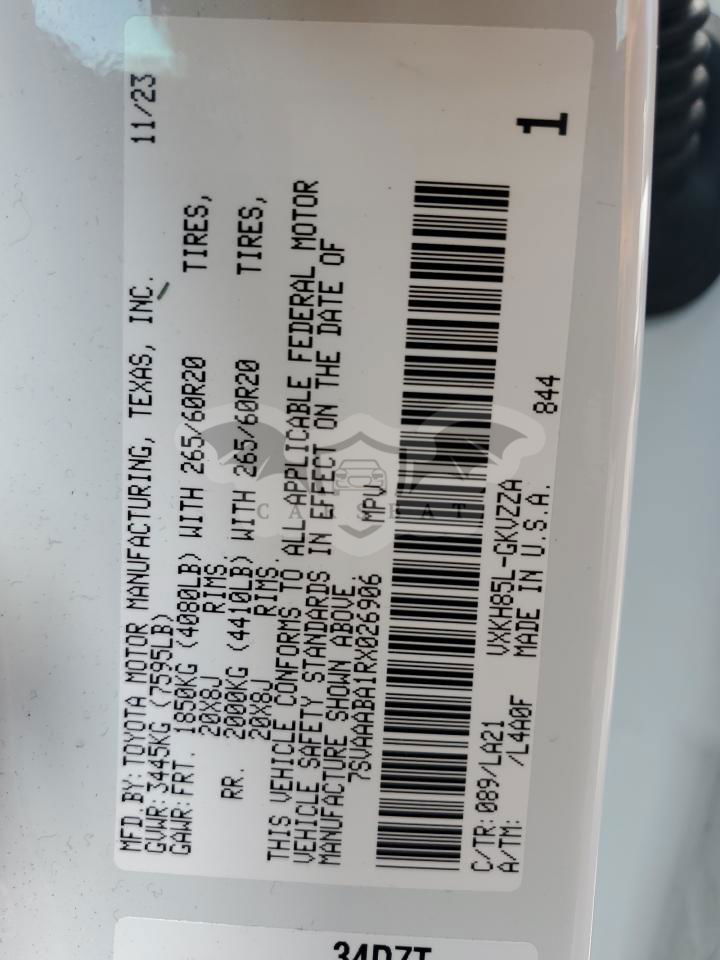 MFD. BY: TOYOTA MOTOR MANUFACTURING, TEXAS, INC. 11/23
GVWR: 3445KG (7595LB)
GAWR: FRT. 1850KG (4080LB) WITH 265/60R20 TIRES,
20X8J RIMS
RR. 2000KG (4410LB) WITH 265/60R20 TIRES,
20X8J RIMS.
THIS VEHICLE CONFORMS TO ALL APPLICABLE FEDERAL MOTOR
VEHICLE SAFETY STANDARDS IN EFFECT ON THE DATE OF
MANUFACTURE SHOWN ABOVE.
7SVAAABA1RX026906 MPV
1
C/TR: 089/LA21 VXKH85L-GKVZZA
A/TM: /L4A0F MADE IN U.S.A. 844
34D7T
CARSBAT